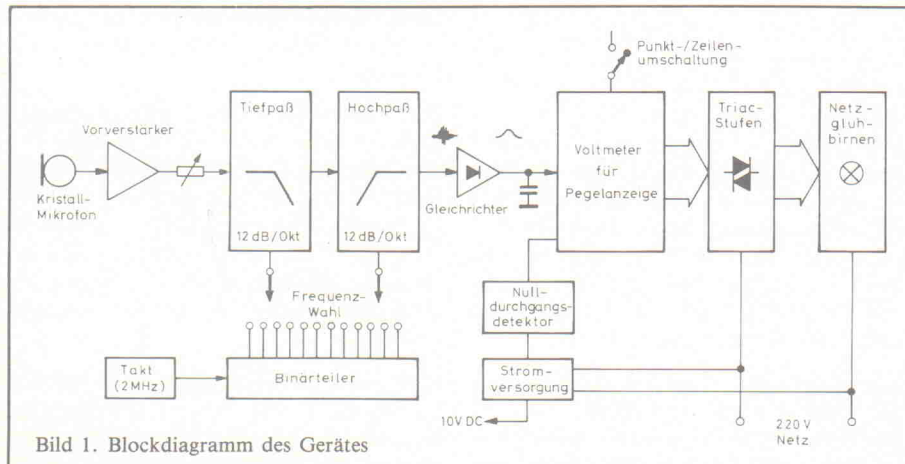 Punkt-/Zeilen-
umschaltung
Vorverstärker
Kristall-
Mikrofon
Tiefpaß
12 dB/Okt
Hochpaß
12 dB/Okt
Gleichrichter
Voltmeter
für
Pegelanzeige
Triac-
Stufen
Netz-
glühbirnen
Frequenz-
Wahl
Takt
(2MHz)
Binärteiler
Null-
durchgangs-
detektor
Strom-
versorgung
10V DC
220 V
Netz
Bild 1. Blockdiagramm des Gerätes